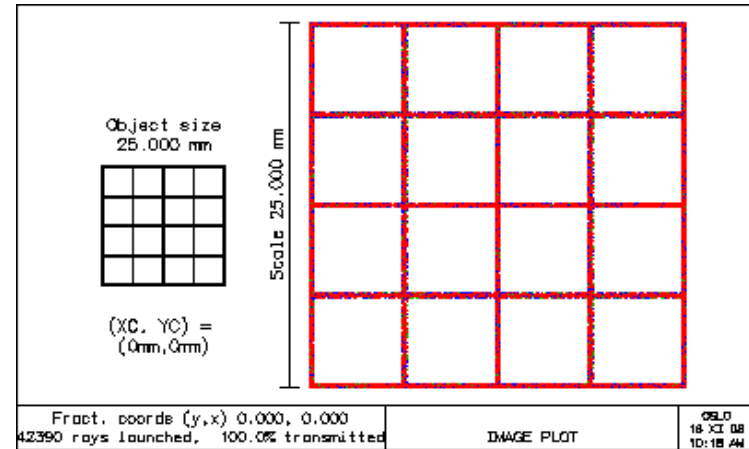 Object size
25.000 mm
Scale 25.000 mm
(XC, YC) =
(0mm,0mm)
Fract. coords (y,x) 0.000, 0.000
42390 rays launched, 100.0% transmitted
IMAGE PLOT
OSLO
16 XI 08
10:18 AM